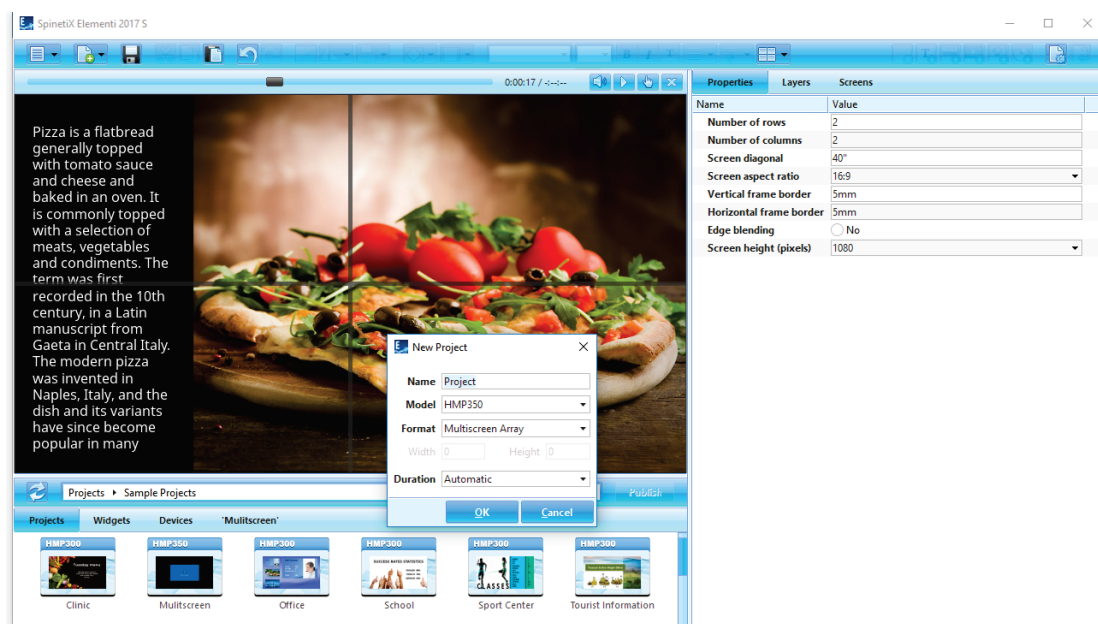 SpinetiX Elementi 2017 S
0:00:17 / -:--:--
Properties Layers Screens
Name Value
Number of rows 2
Number of columns 2
Screen diagonal 40"
Screen aspect ratio 16:9
Vertical frame border 5mm
Horizontal frame border 5mm
Edge blending No
Screen height (pixels) 1080
Pizza is a flatbread
generally topped
with tomato sauce
and cheese and
baked in an oven. It
is commonly topped
with a selection of
meats, vegetables
and condiments. The
term was first
recorded in the 10th
century, in a Latin
manuscript from
Gaeta in Central Italy.
The modern pizza
was invented in
Naples, Italy, and the
dish and its variants
have since become
popular in many
New Project
Name Project
Model HMP350
Format Multiscreen Array
Width 0 Height 0
Duration Automatic
OK Cancel
Projects Sample Projects
Publish
Projects Widgets Devices 'Mulitscreen'
HMP300 HMP350 HMP300 HMP300 HMP300 HMP300
CLASSES
Clinic Mulitscreen Office School Sport Center Tourist Information